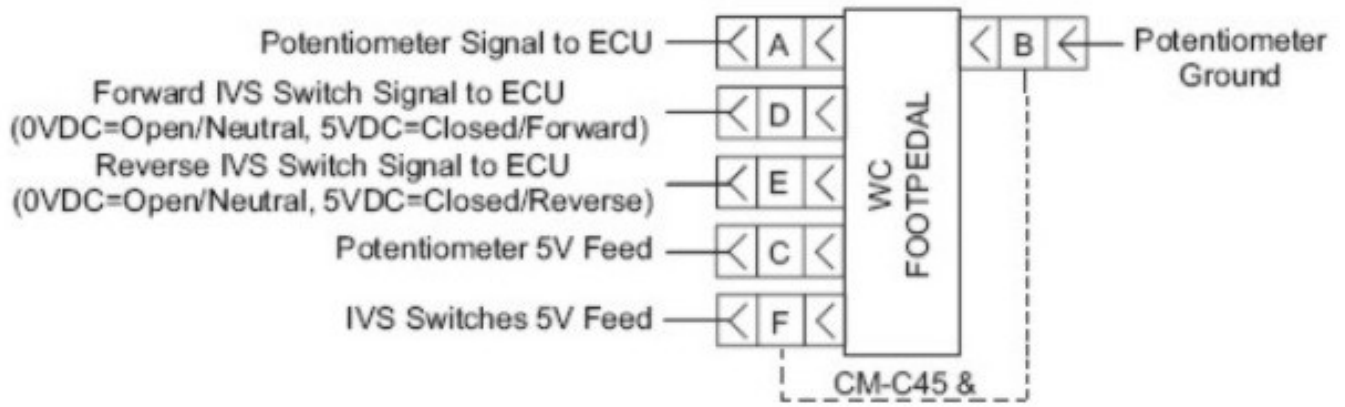 Potentiometer Signal to ECU
A
B
Potentiometer
Ground
Forward IVS Switch Signal to ECU
(0VDC=Open/Neutral, 5VDC=Closed/Forward)
D
Reverse IVS Switch Signal to ECU
(0VDC=Open/Neutral, 5VDC=Closed/Reverse)
E
WC
FOOTPEDAL
Potentiometer 5V Feed
C
IVS Switches 5V Feed
F
CM-C45 &